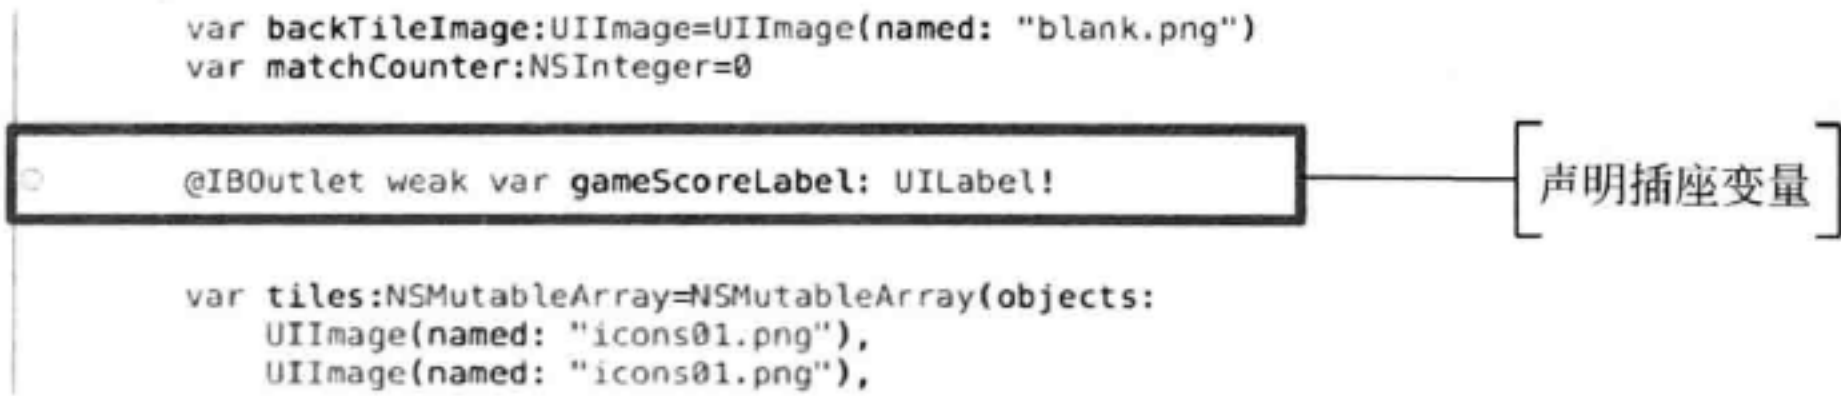 var backTileImage:UIImage=UIImage(named: "blank.png")
var matchCounter:NSInteger=0
@IBOutlet weak var gameScoreLabel: UILabel!
声明插座变量
var tiles:NSMutableArray=NSMutableArray(objects:
UIImage(named: "icons01.png"),
UIImage(named: "icons01.png"),